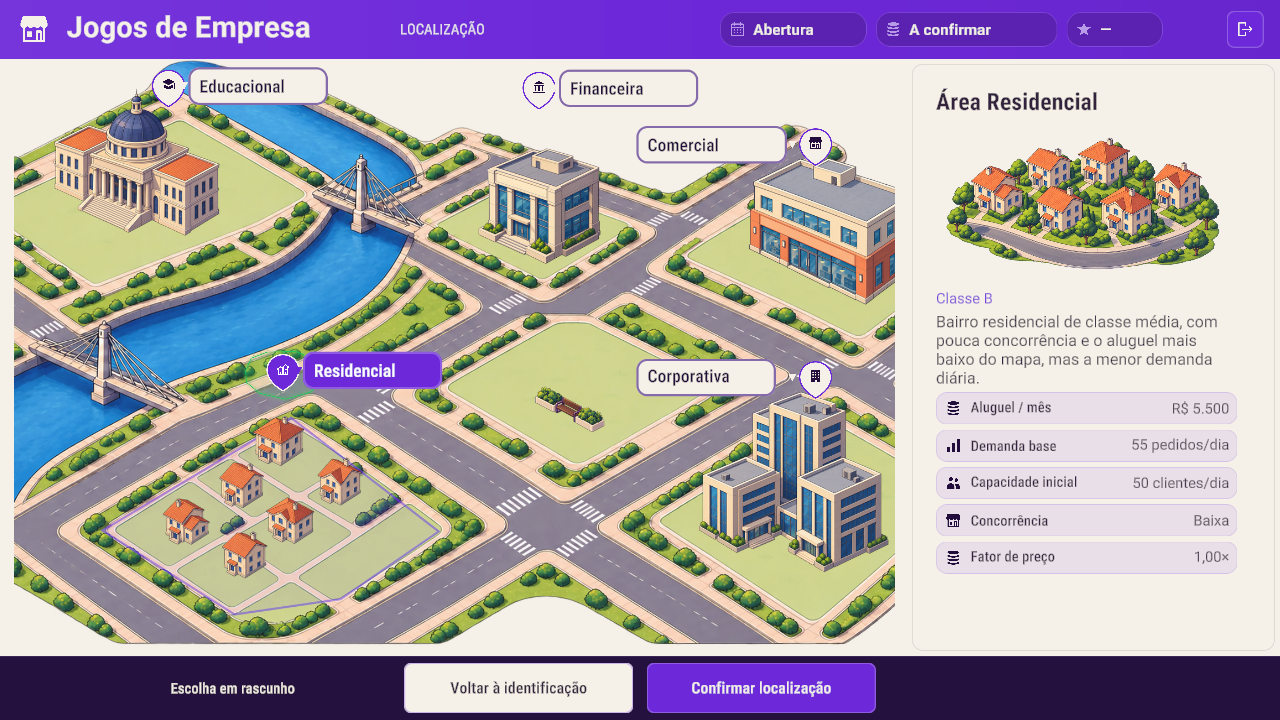 Jogos de Empresa
LOCALIZAÇÃO
Abertura
A confirmar
–
Educacional
Financeira
Comercial
Residencial
Corporativa
Área Residencial
Classe B
Bairro residencial de classe média, com
pouca concorrência e o aluguel mais
baixo do mapa, mas a menor demanda
diária.
Aluguel / mês R$ 5.500
Demanda base 55 pedidos/dia
Capacidade inicial 50 clientes/dia
Concorrência Baixa
Fator de preço 1,00×
Escolha em rascunho
Voltar à identificação
Confirmar localização